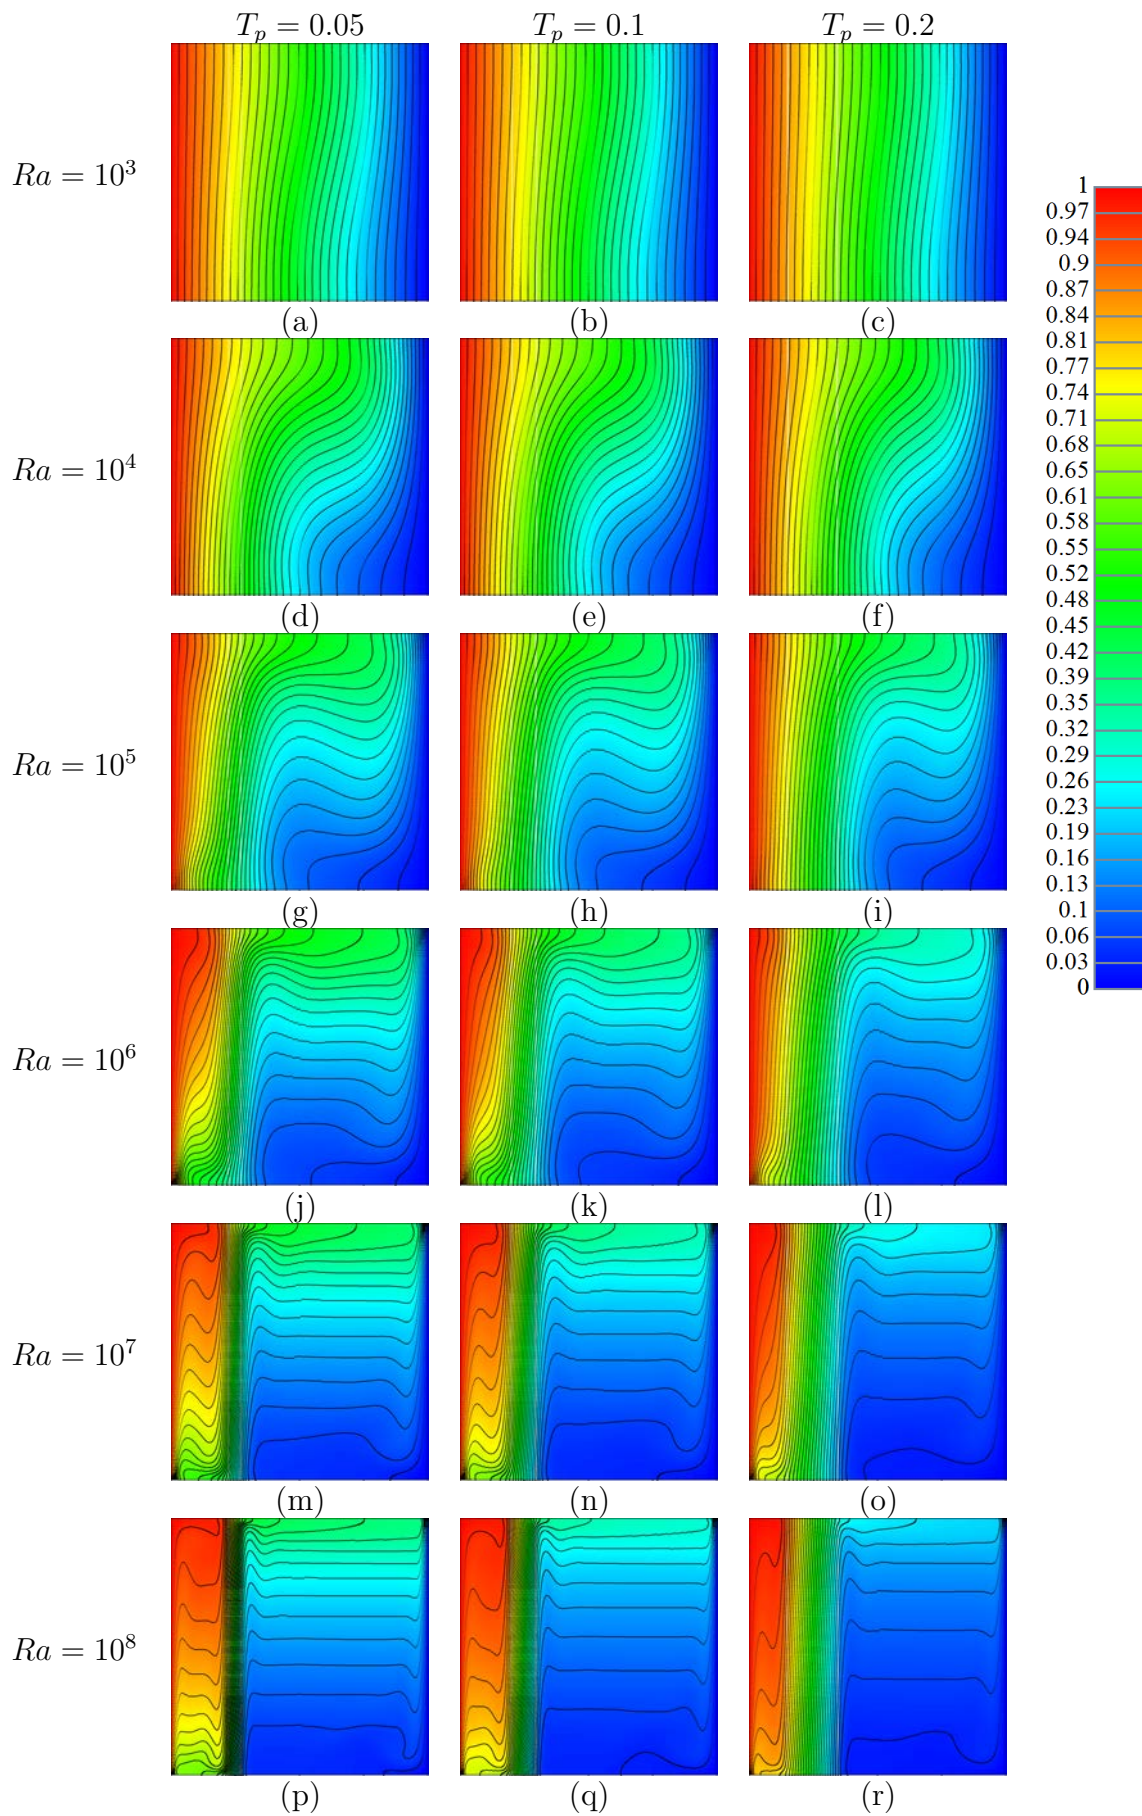 T_p = 0.05 T_p = 0.1 T_p = 0.2
Ra = 10^3
(a) (b) (c)
Ra = 10^4
(d) (e) (f)
Ra = 10^5
(g) (h) (i)
Ra = 10^6
(j) (k) (l)
Ra = 10^7
(m) (n) (o)
Ra = 10^8
(p) (q) (r)
1
0.97
0.94
0.9
0.87
0.84
0.81
0.77
0.74
0.71
0.68
0.65
0.61
0.58
0.55
0.52
0.48
0.45
0.42
0.39
0.35
0.32
0.29
0.26
0.23
0.19
0.16
0.13
0.1
0.06
0.03
0